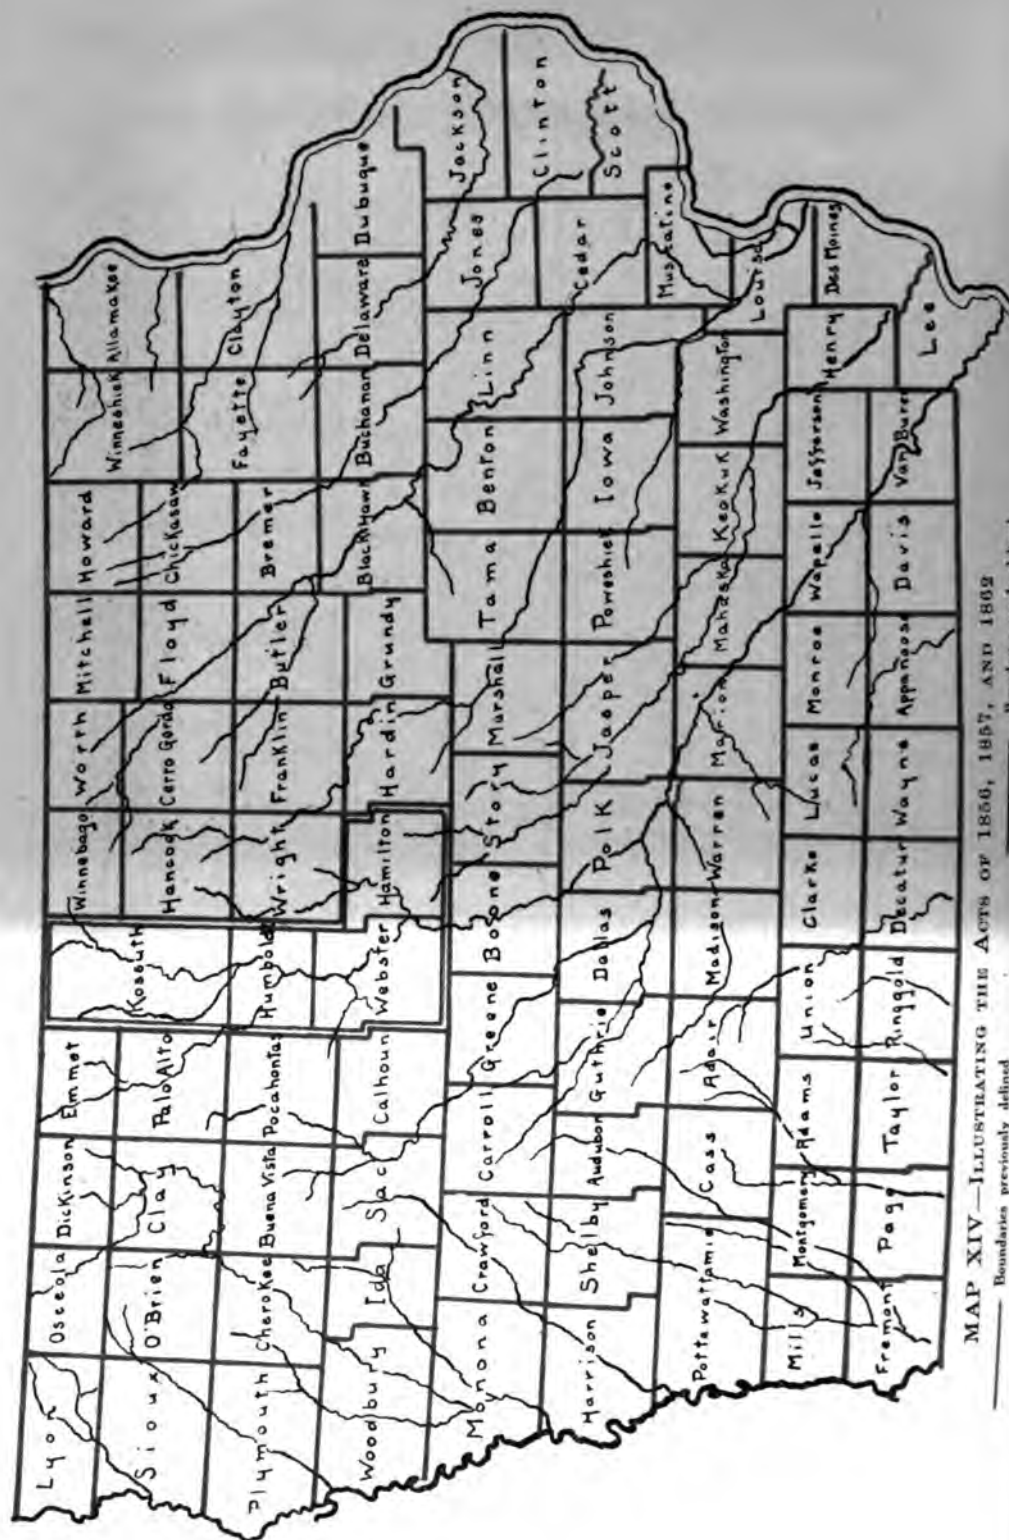 Lyon
Osceola
Dickinson
Emmet
Winnebago
Worth
Mitchell
Howard
Winneshiek
Allamakee
Sioux
O'Brien
Clay
Palo Alto
Kossuth
Hancock
Cerro Gordo
Floyd
Chickasaw
Fayette
Clayton
Plymouth
Cherokee
Buena Vista
Pocahontas
Humboldt
Wright
Franklin
Butler
Bremer
Woodbury
Ida
Sac
Calhoun
Webster
Hamilton
Hardin
Grundy
Black Hawk
Buchanan
Delaware
Dubuque
Monona
Crawford
Carroll
Greene
Boone
Story
Marshall
Tama
Benton
Linn
Jones
Jackson
Clinton
Harrison
Shelby
Audubon
Guthrie
Dallas
Polk
Jasper
Poweshiek
Iowa
Johnson
Cedar
Scott
Muscatine
Pottawattamie
Cass
Adair
Madison
Warren
Marion
Mahaska
Keokuk
Washington
Louisa
Mills
Montgomery
Adams
Union
Clarke
Lucas
Monroe
Wapello
Jefferson
Henry
Des Moines
Fremont
Page
Taylor
Ringgold
Decatur
Wayne
Appanoose
Davis
Van Buren
Lee
MAP XIV—ILLUSTRATING THE ACTS OF 1856, 1857, AND 1862
Boundaries previously defined